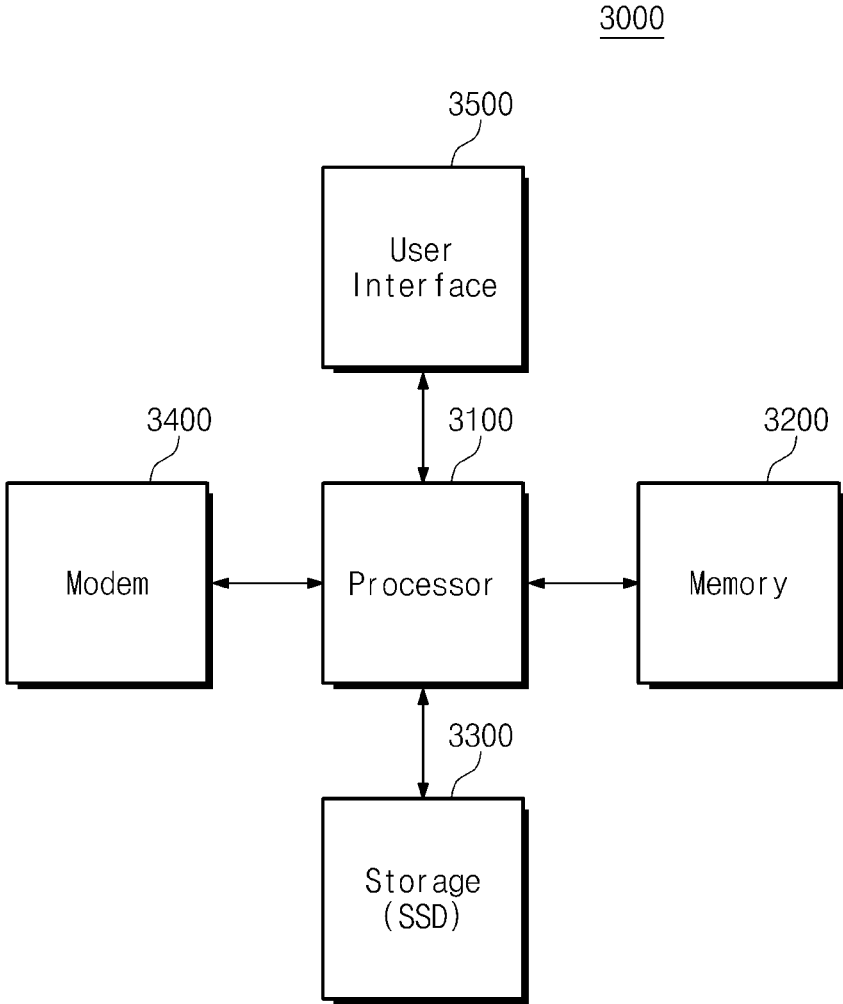 3000
3500
User
Interface
3400
3100
3200
Modem
Processor
Memory
3300
Storage
(SSD)